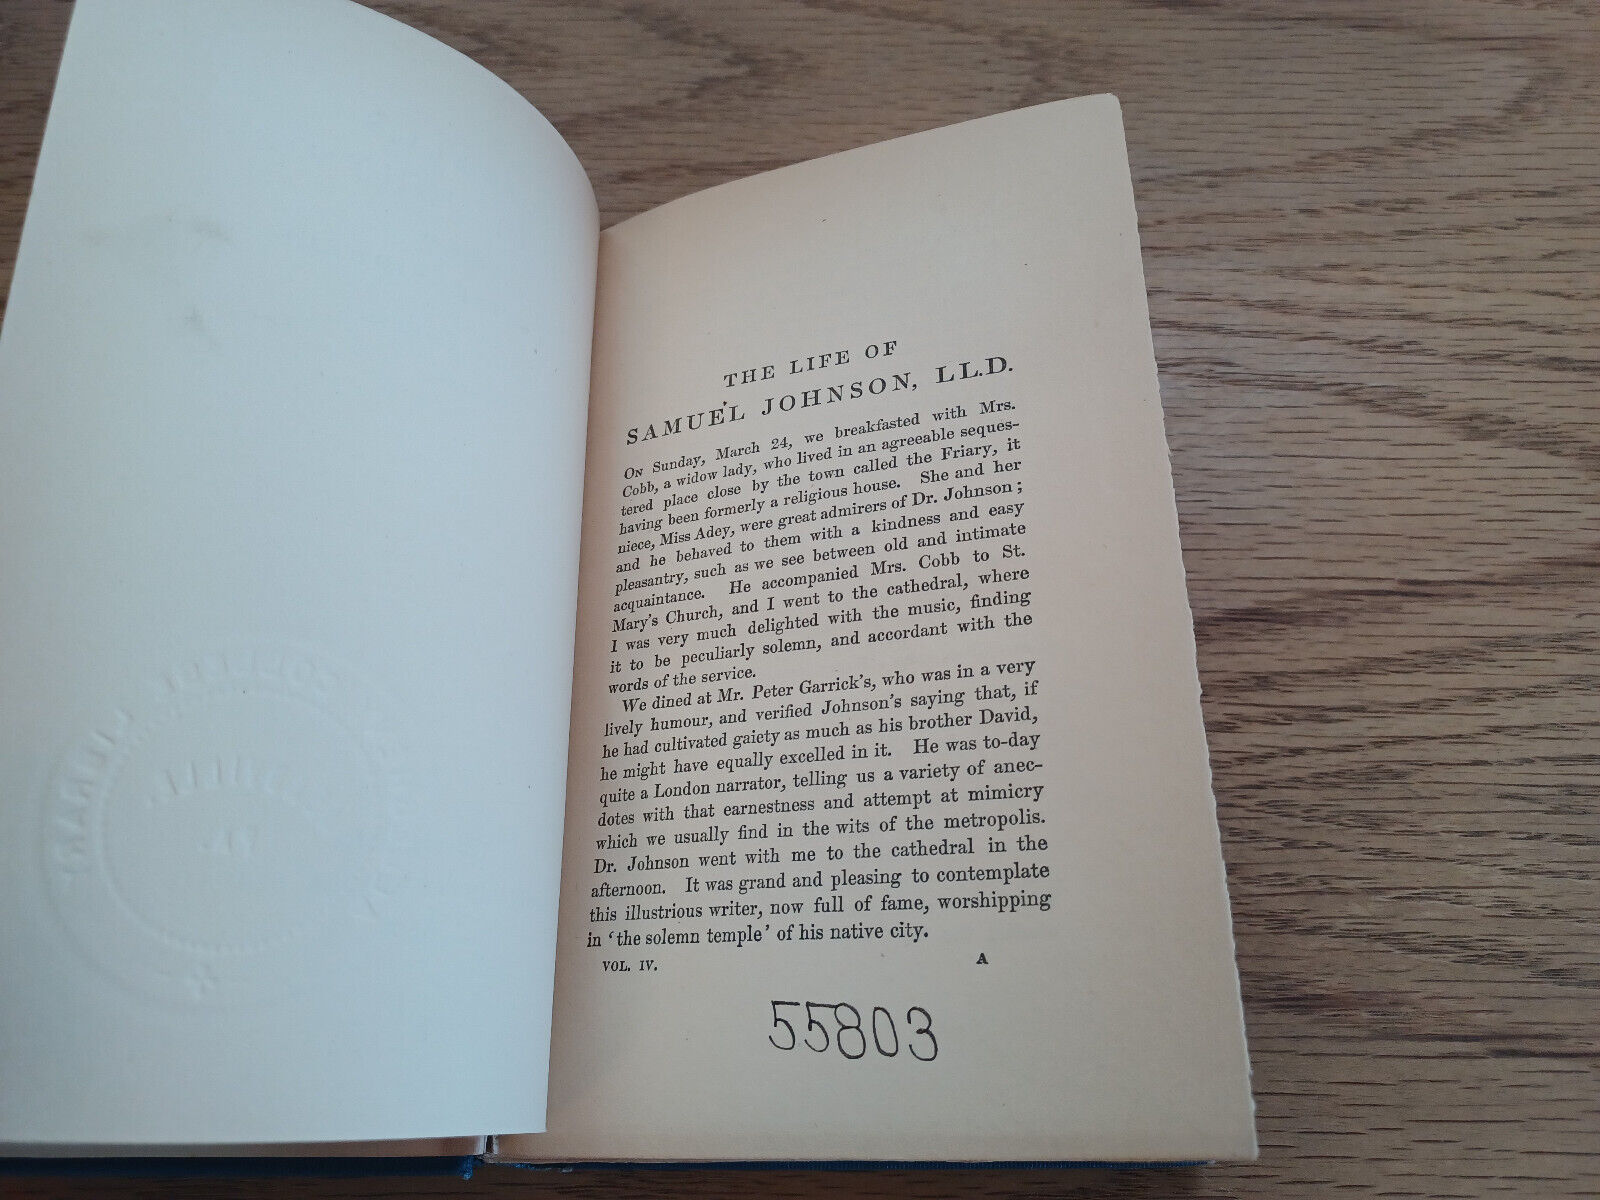 THE LIFE OF
SAMUEL JOHNSON, LL.D.
On Sunday, March 24, we breakfasted with Mrs.
Cobb, a widow lady, who lived in an agreeable seques-
tered place close by the town called the Friary, it
having been formerly a religious house. She and her
niece, Miss Adey, were great admirers of Dr. Johnson;
and he behaved to them with a kindness and easy
pleasantry, such as we see between old and intimate
acquaintance. He accompanied Mrs. Cobb to St.
Mary's Church, and I went to the cathedral, where
I was very much delighted with the music, finding
it to be peculiarly solemn, and accordant with the
words of the service.
We dined at Mr. Peter Garrick's, who was in a very
lively humour, and verified Johnson's saying that, if
he had cultivated gaiety as much as his brother David,
he might have equally excelled in it. He was to-day
quite a London narrator, telling us a variety of anec-
dotes with that earnestness and attempt at mimicry
which we usually find in the wits of the metropolis.
Dr. Johnson went with me to the cathedral in the
afternoon. It was grand and pleasing to contemplate
this illustrious writer, now full of fame, worshipping
in 'the solemn temple' of his native city.
VOL. IV. A
55803